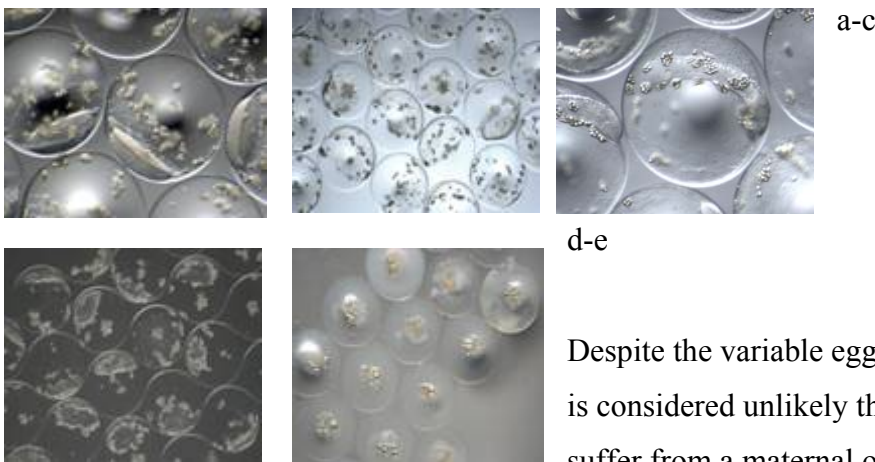 a-c
d-e
Despite the variable egg
is considered unlikely th
suffer from a maternal o